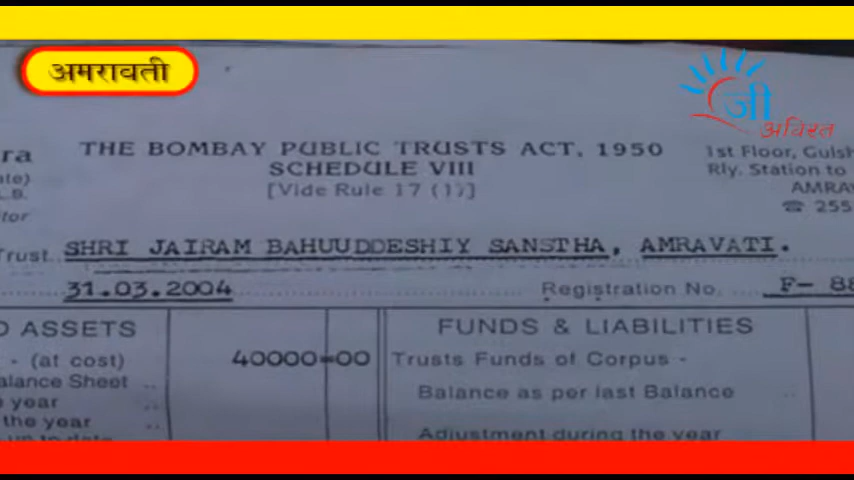 अमरावती
जी
अविरत
THE BOMBAY PUBLIC TRUSTS ACT, 1950
SCHEDULE VIII
[Vide Rule 17 (1)]
1st Floor, Gulsh
Rly. Station to
AMRA
☎ 255
Trust SHRI JAIRAM BAHUUDDESHIY SANSTHA, AMRAVATI.
31.03.2004 Registration No. F- 88
ASSETS FUNDS & LIABILITIES
- (at cost) 40000=00 Trusts Funds of Corpus -
alance Sheet Balance as per last Balance
year
the year Adjustment during the year